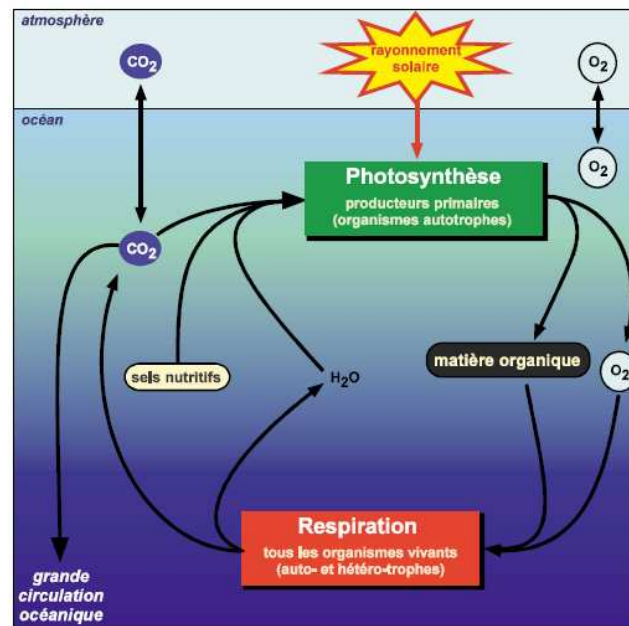 atmosphère
CO2
rayonnement
solaire
O2
océan
O2
Photosynthèse
producteurs primaires
(organismes autotrophes)
CO2
sels nutritifs
H2O
matière organique
O2
Respiration
tous les organismes vivants
(auto- et hétéro-trophes)
grande
circulation
océanique